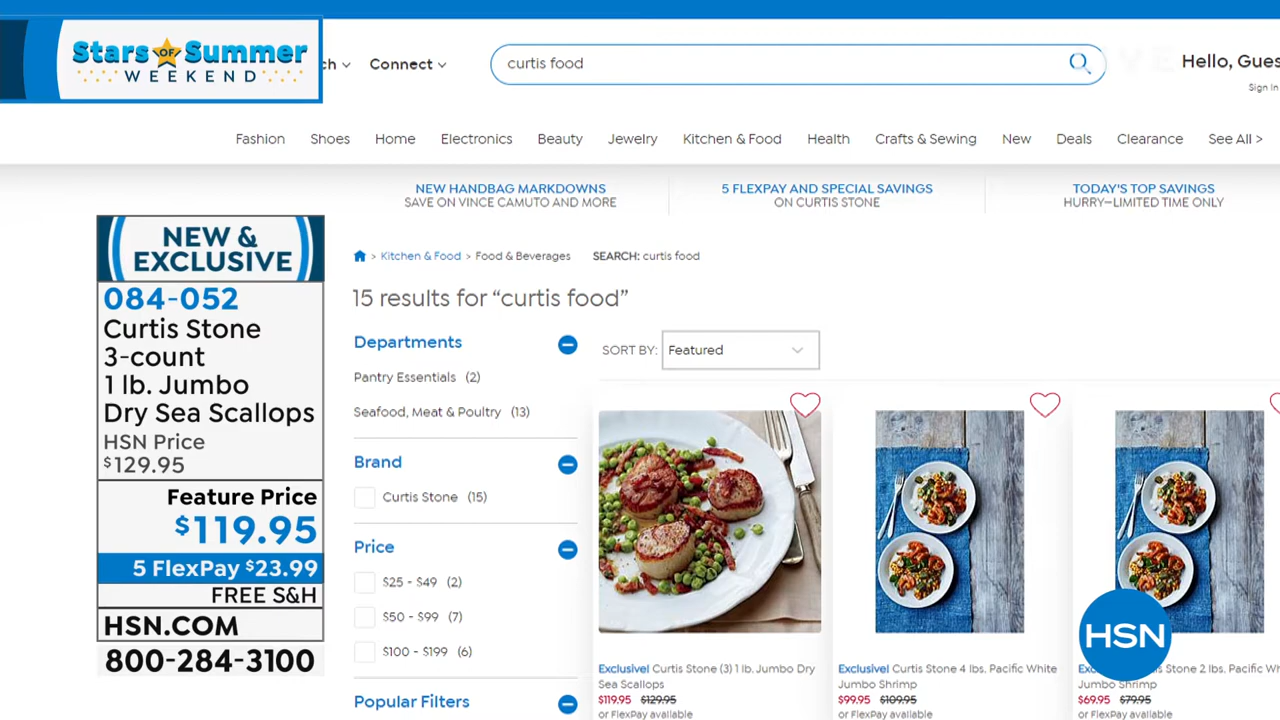 Stars OF Summer
WEEKEND
ch
Connect
curtis food
Hello, Gues
Sign In
Fashion
Shoes
Home
Electronics
Beauty
Jewelry
Kitchen & Food
Health
Crafts & Sewing
New
Deals
Clearance
See All >
NEW HANDBAG MARKDOWNS
SAVE ON VINCE CAMUTO AND MORE
5 FLEXPAY AND SPECIAL SAVINGS
ON CURTIS STONE
TODAY'S TOP SAVINGS
HURRY—LIMITED TIME ONLY
NEW &
EXCLUSIVE
084-052
Curtis Stone
3-count
1 lb. Jumbo
Dry Sea Scallops
HSN Price
$129.95
Feature Price
$119.95
5 FlexPay $23.99
FREE S&H
HSN.COM
800-284-3100
> Kitchen & Food > Food & Beverages
SEARCH: curtis food
15 results for “curtis food”
Departments
Pantry Essentials (2)
Seafood, Meat & Poultry (13)
Brand
Curtis Stone (15)
Price
$25 - $49 (2)
$50 - $99 (7)
$100 - $199 (6)
Popular Filters
SORT BY: Featured
Exclusive! Curtis Stone (3) 1 lb. Jumbo Dry
Sea Scallops
$119.95 $129.95
or FlexPay available
Exclusive! Curtis Stone 4 lbs. Pacific White
Jumbo Shrimp
$99.95 $109.95
or FlexPay available
Exc
is Stone 2 lbs. Pacific Wh
Jumbo Shrimp
$69.95 $79.95
or FlexPay available
HSN